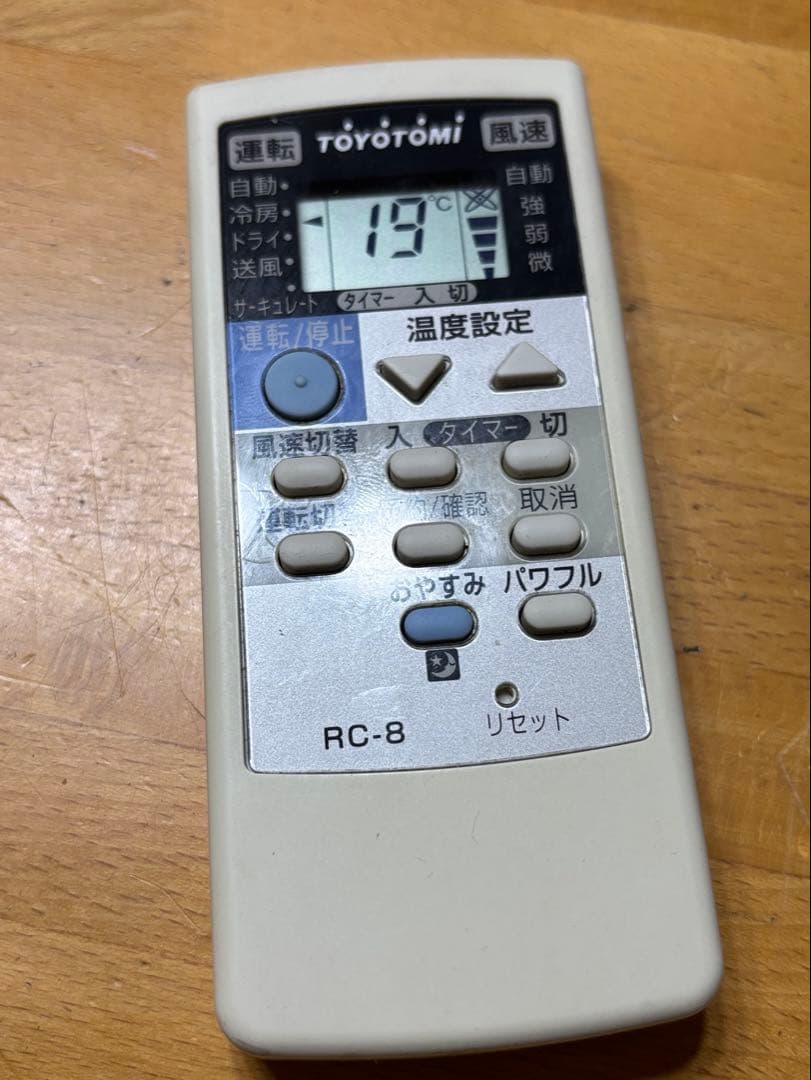 運転 TOYOTOMI 風速
自動
冷房
ドライ
送風
サーキュレート
19℃
自動
強
弱
微
タイマー 入 切
運転/停止 温度設定
風速切替 入 タイマー 切
運転切 約/確認 取消
おやすみ パワフル
RC-8 リセット